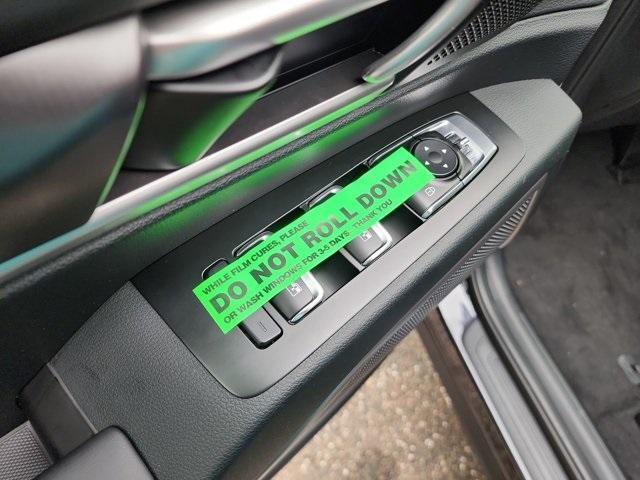 WHILE FILM CURES, PLEASE
DO NOT ROLL DOWN
OR WASH WINDOWS FOR 3-5 DAYS. THANK YOU